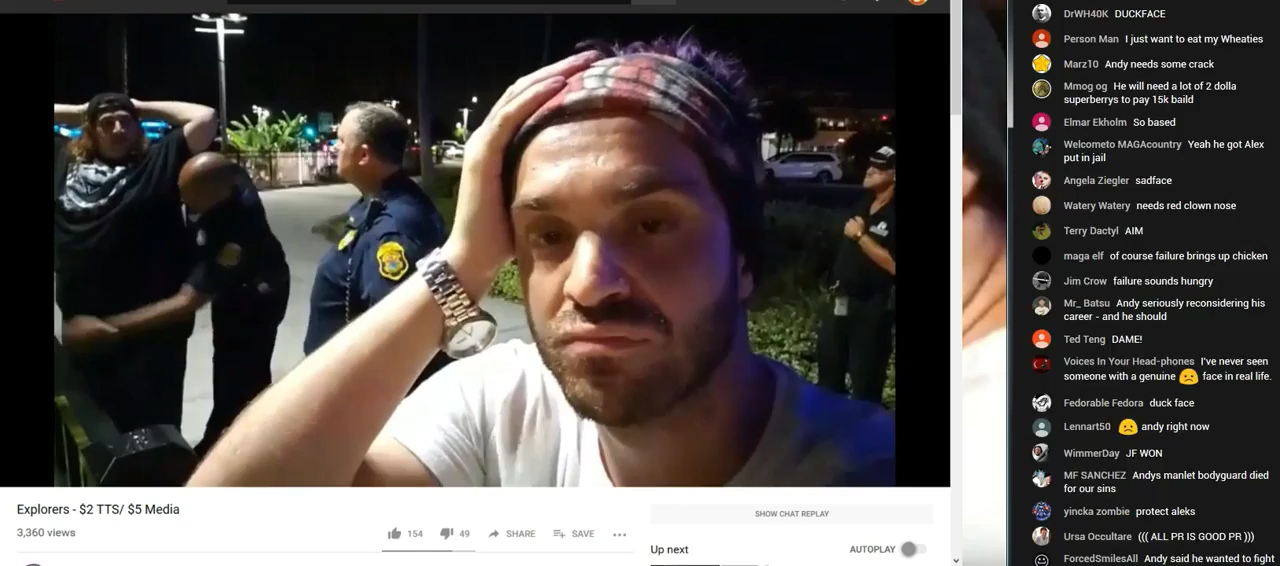 DrWH40K DUCKFACE
Person Man I just want to eat my Wheaties
Marz10 Andy needs some crack
Mmog og He will need a lot of 2 dolla
superberrys to pay 15k baild
Elmar Ekholm So based
Welcometo MAGAcountry Yeah he got Alex
put in jail
Angela Ziegler sadface
Watery Watery needs red clown nose
Terry Dactyl AIM
maga elf of course failure brings up chicken
Jim Crow failure sounds hungry
Mr_ Batsu Andy seriously reconsidering his
career - and he should
Ted Teng DAME!
Voices In Your Head-phones I've never seen
someone with a genuine ☹️ face in real life.
Fedorable Fedora duck face
Lennart50 ☹️ andy right now
WimmerDay JF WON
MF SANCHEZ Andys manlet bodyguard died
for our sins
yincka zombie protect aleks
Ursa Occultare ((( ALL PR IS GOOD PR )))
ForcedSmilesAll Andy said he wanted to fight
Explorers - $2 TTS/ $5 Media
3,360 views
154
49
SHARE
SAVE
SHOW CHAT REPLAY
Up next
AUTOPLAY